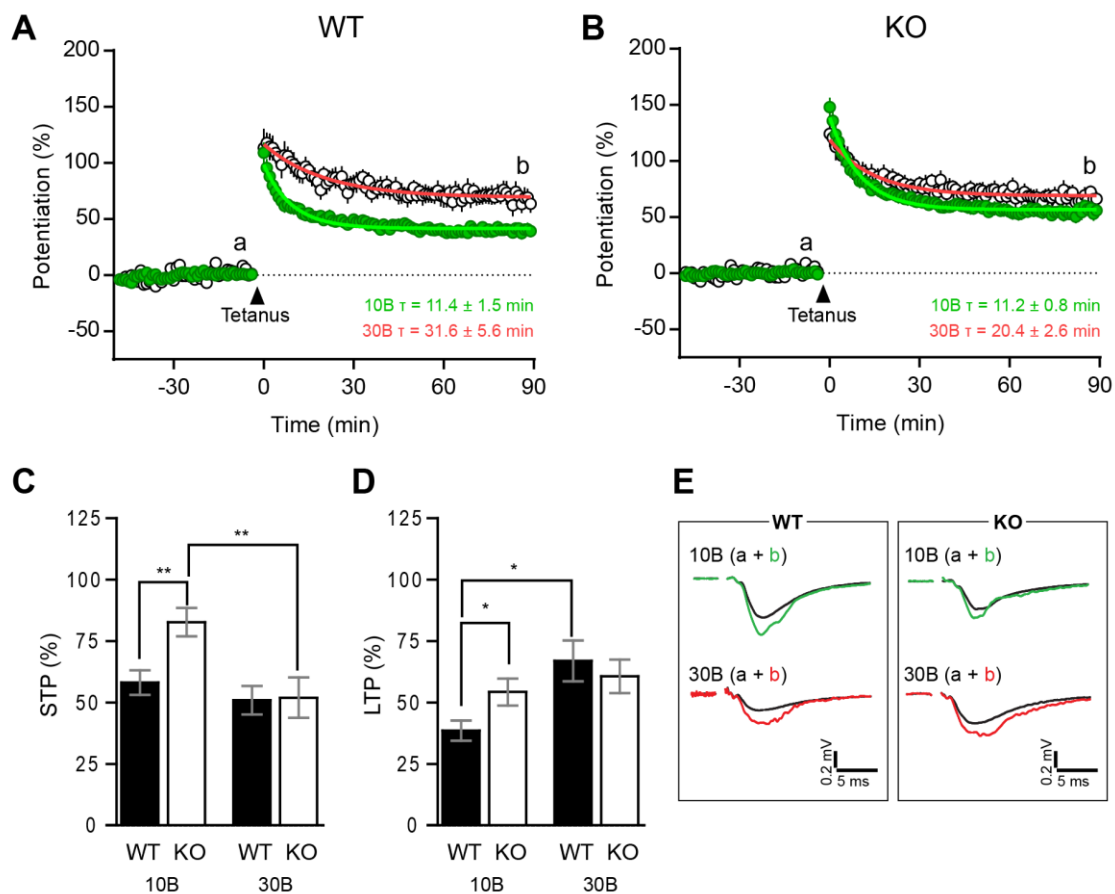 A
WT
200
150
100
50
0
-50
Potentiation (%)
a
b
Tetanus
10B τ = 11.4 ± 1.5 min
30B τ = 31.6 ± 5.6 min
-30 0 30 60 90
Time (min)
B
KO
200
150
100
50
0
-50
Potentiation (%)
a
b
Tetanus
10B τ = 11.2 ± 0.8 min
30B τ = 20.4 ± 2.6 min
-30 0 30 60 90
Time (min)
C
125
100
75
50
25
0
STP (%)
**
**
WT KO WT KO
10B 30B
D
125
100
75
50
25
0
LTP (%)
*
*
WT KO WT KO
10B 30B
E
WT
10B (a + b)
30B (a + b)
0.2 mV
5 ms
KO
10B (a + b)
30B (a + b)
0.2 mV
5 ms